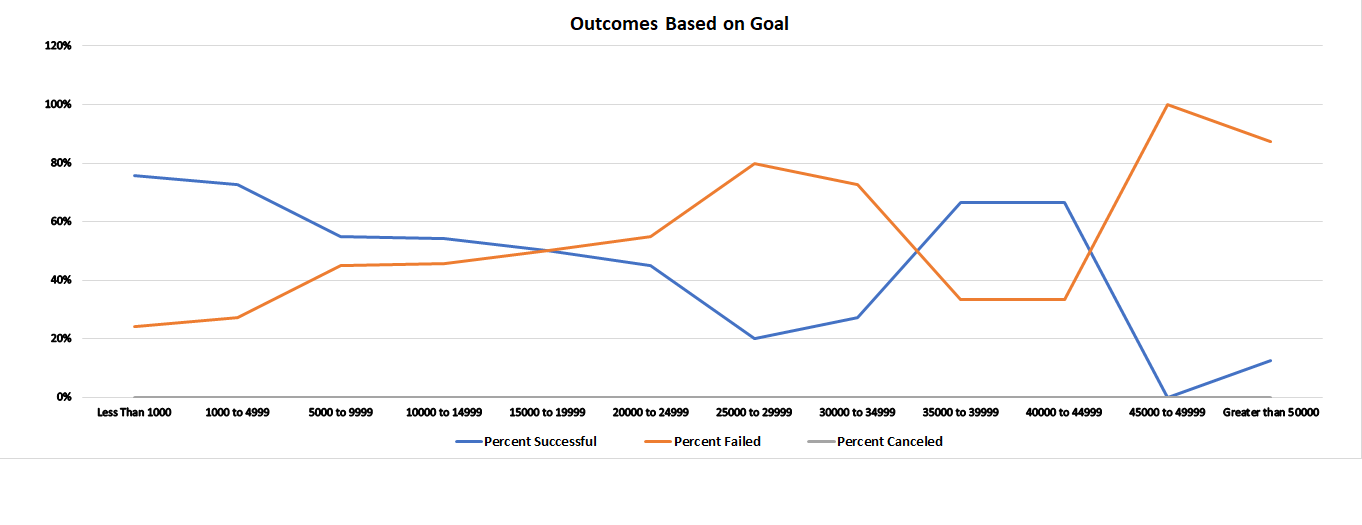 Outcomes Based on Goal
120%
100%
80%
60%
40%
20%
0%
Less Than 1000 1000 to 4999 5000 to 9999 10000 to 14999 15000 to 19999 20000 to 24999 25000 to 29999 30000 to 34999 35000 to 39999 40000 to 44999 45000 to 49999 Greater than 50000
Percent Successful Percent Failed Percent Canceled